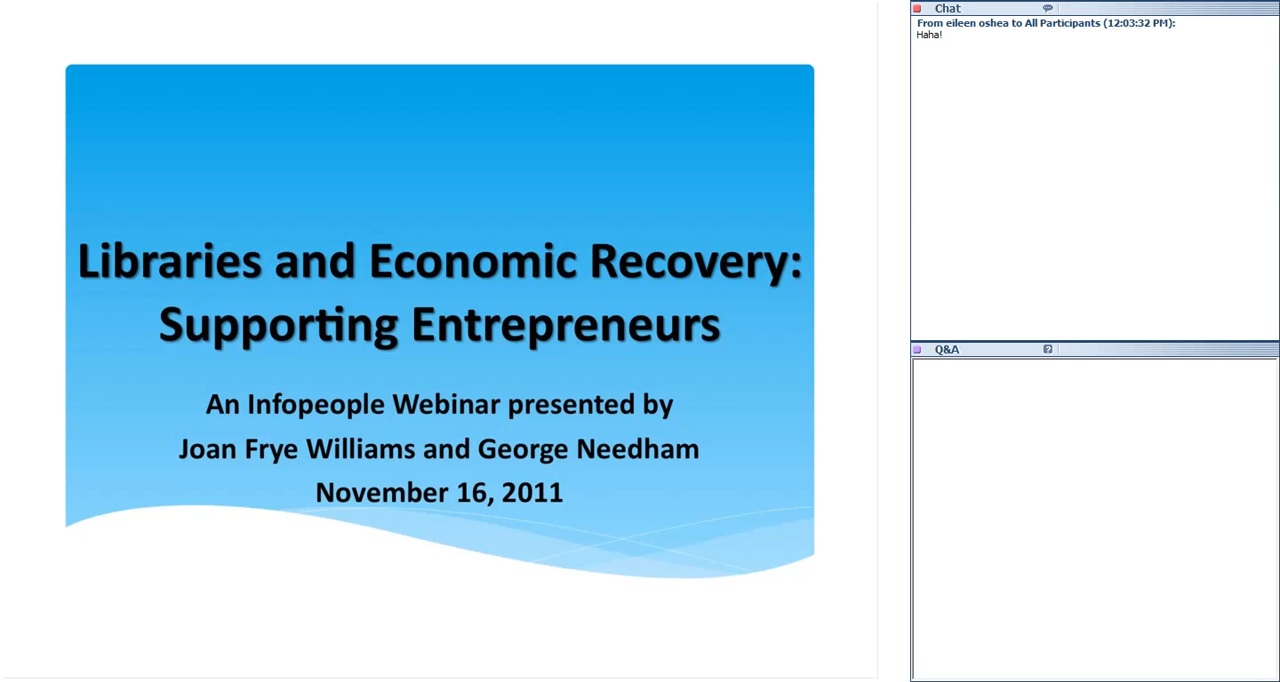 Libraries and Economic Recovery:
Supporting Entrepreneurs
An Infopeople Webinar presented by
Joan Frye Williams and George Needham
November 16, 2011
Chat
From eileen oshea to All Participants (12:03:32 PM):
Haha!
Q&A